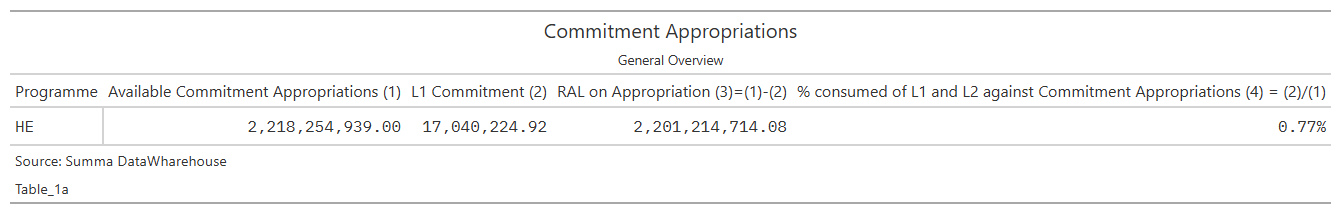 Commitment Appropriations
General Overview
Programme Available Commitment Appropriations (1) L1 Commitment (2) RAL on Appropriation (3)=(1)-(2) % consumed of L1 and L2 against Commitment Appropriations (4) = (2)/(1)
HE 2,218,254,939.00 17,040,224.92 2,201,214,714.08 0.77%
Source: Summa DataWharehouse
Table_1a